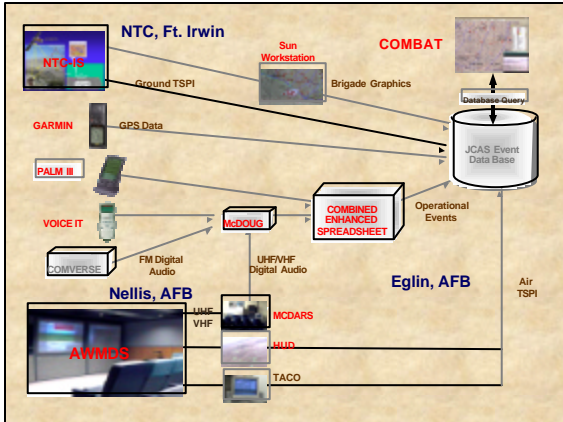 NTC, Ft. Irwin
COMBAT
NTC-IS
Sun
Workstation
Ground TSPI
Brigade Graphics
Database Query
GARMIN
GPS Data
JCAS Event
Data Base
PALM III
VOICE IT
McDOUG
COMBINED
ENHANCED
SPREADSHEET
Operational
Events
COMVERSE
FM Digital
Audio
UHF/VHF
Digital Audio
Nellis, AFB
Eglin, AFB
Air
TSPI
UHF
VHF
MCDARS
AWMDS
HUD
TACO